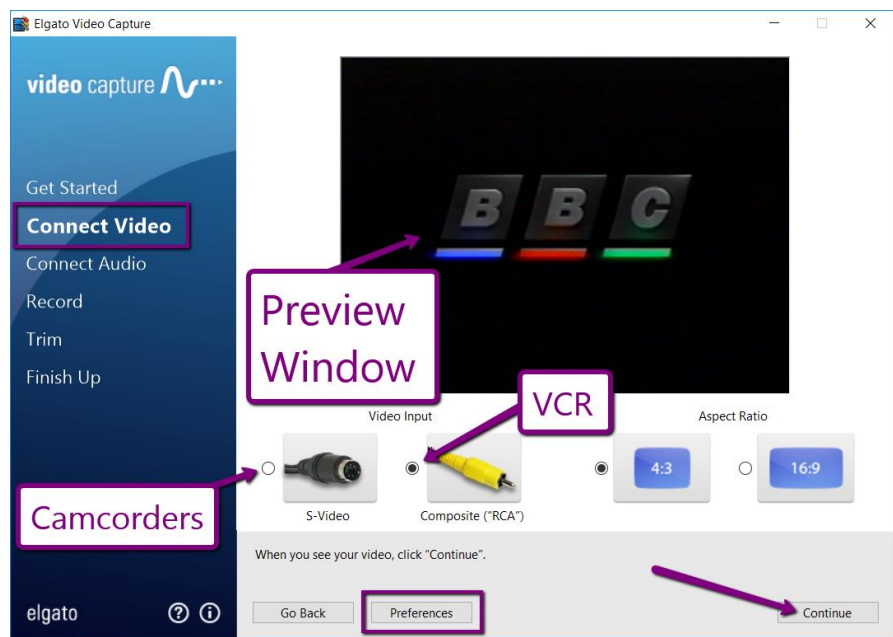 Elgato Video Capture
video capture
Get Started
Connect Video
Connect Audio
Record
Trim
Finish Up
BBC
Preview
Window
VCR
Video Input
Aspect Ratio
4:3
16:9
Camcorders
S-Video
Composite ("RCA")
When you see your video, click "Continue".
elgato
Go Back
Preferences
Continue